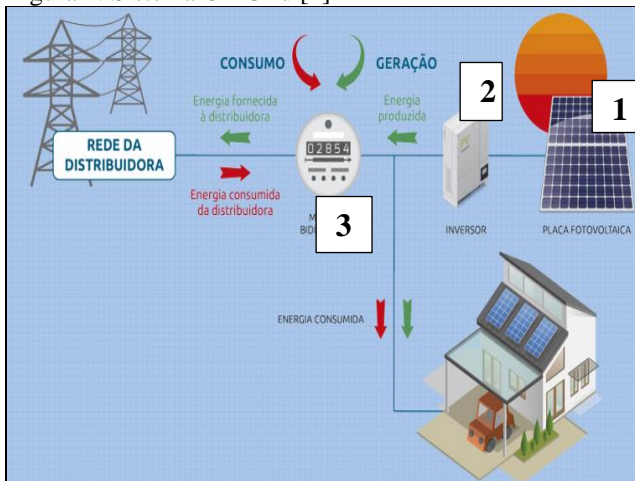 CONSUMO
GERAÇÃO
Energia fornecida
à distribuidora
Energia
produzida
2
1
REDE DA
DISTRIBUIDORA
02854
Energia consumida
da distribuidora
3
INVERSOR
PLACA FOTOVOLTAICA
ENERGIA CONSUMIDA